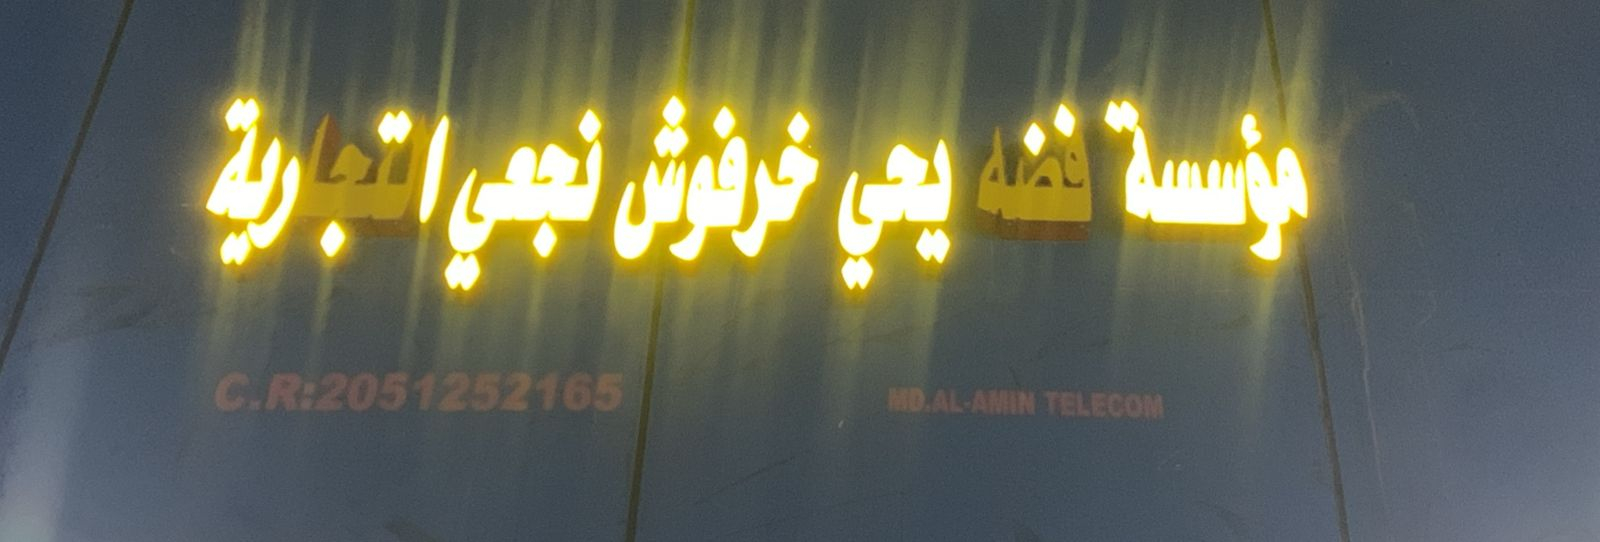 مؤسسة فضه يحي خرفوش نجعي التجارية
C.R:2051252165
MD.AL-AMIN TELECOM